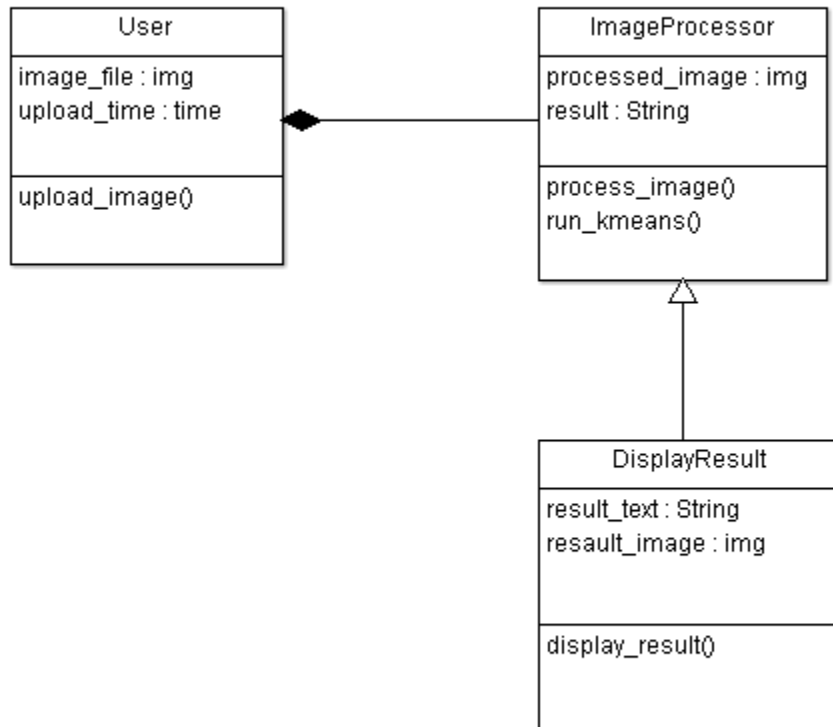 User
image_file : img
upload_time : time
upload_image()
ImageProcessor
processed_image : img
result : String
process_image()
run_kmeans()
DisplayResult
result_text : String
resault_image : img
display_result()